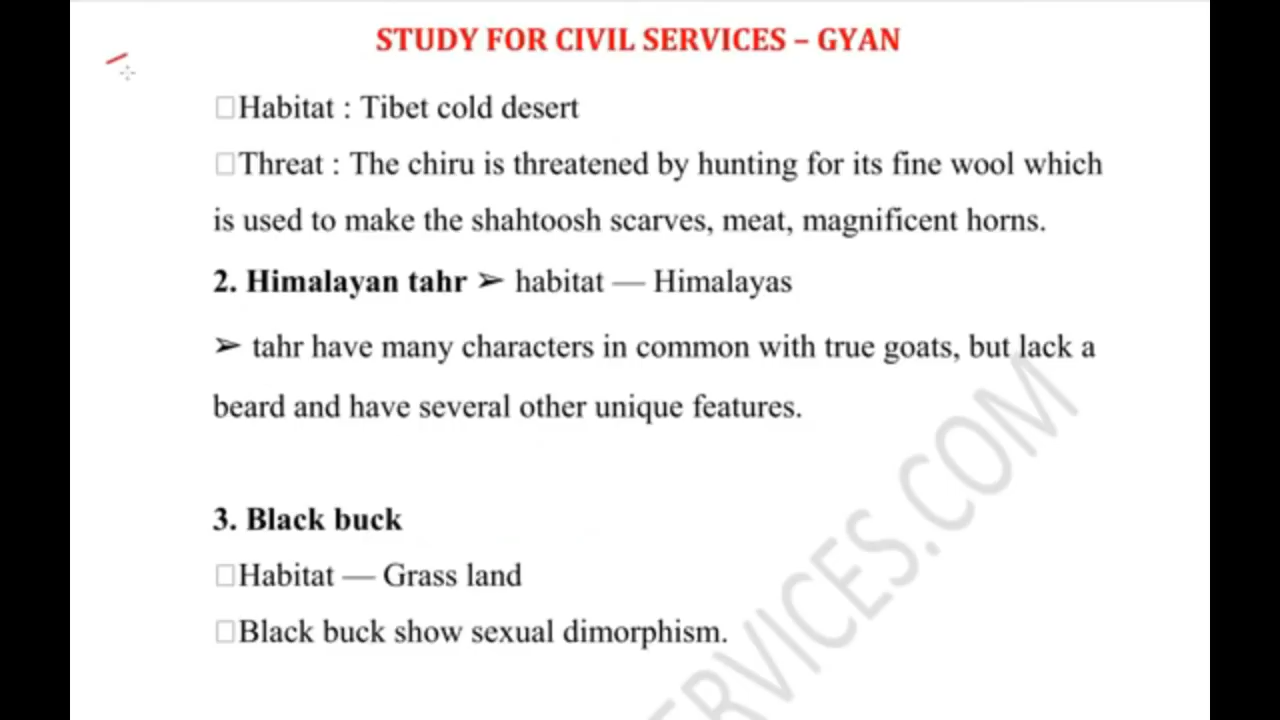 STUDY FOR CIVIL SERVICES – GYAN
□Habitat : Tibet cold desert
□Threat : The chiru is threatened by hunting for its fine wool which
is used to make the shahtoosh scarves, meat, magnificent horns.
2. Himalayan tahr ➢ habitat — Himalayas
➢ tahr have many characters in common with true goats, but lack a
beard and have several other unique features.
3. Black buck
□Habitat — Grass land
□Black buck show sexual dimorphism.
ERVICES.COM